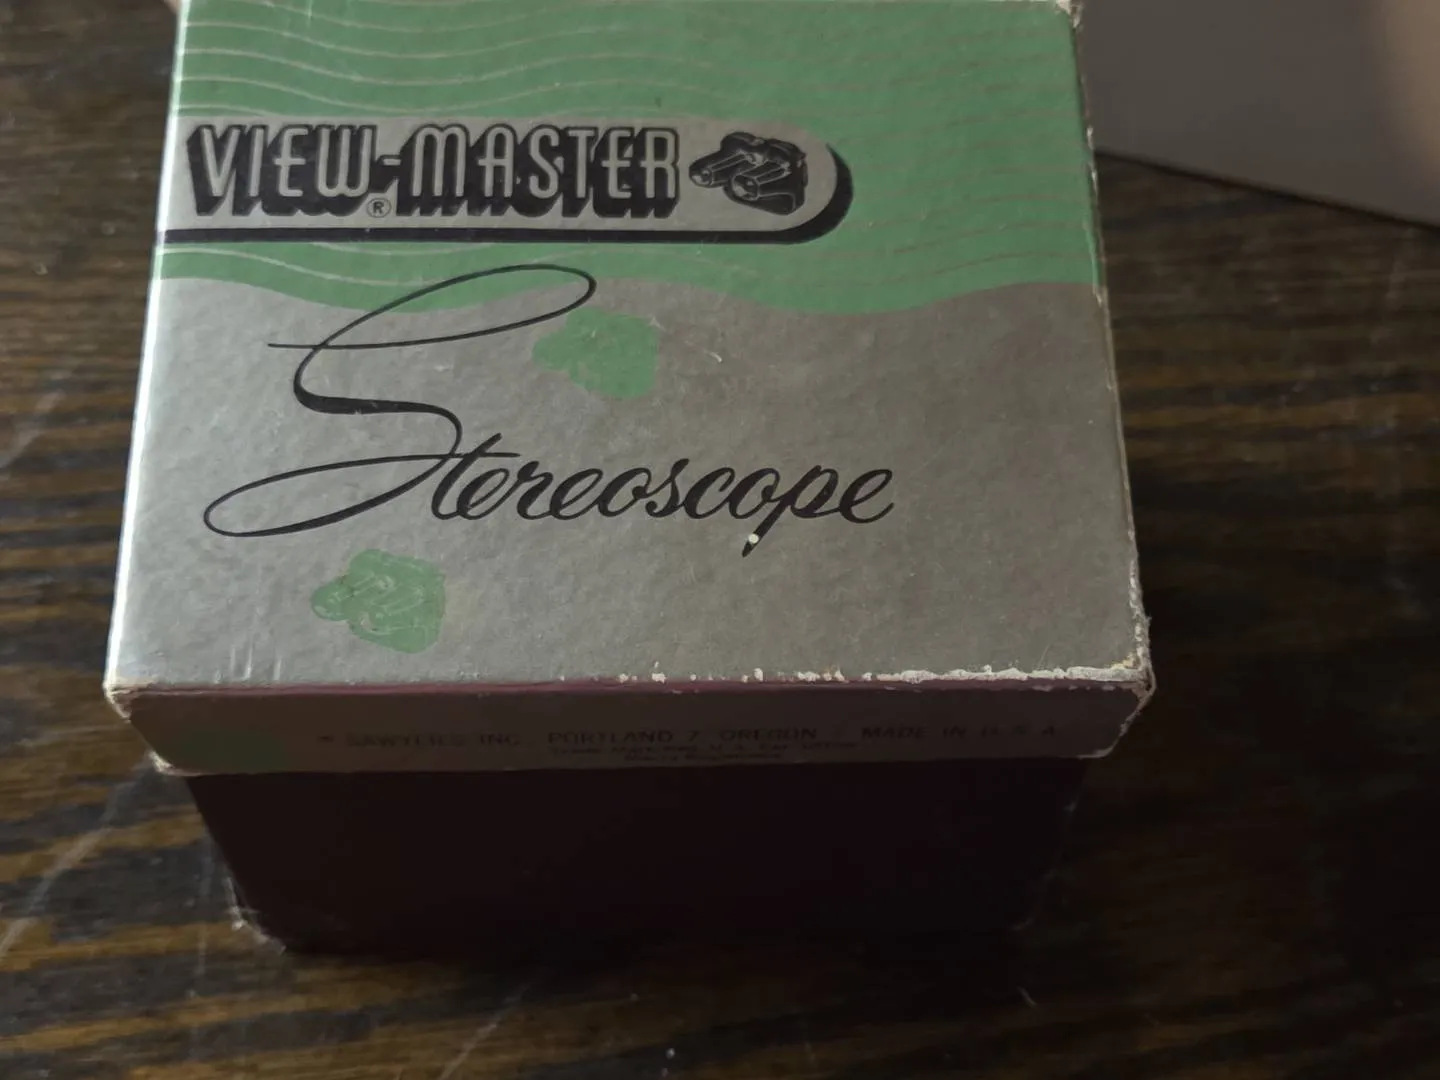 VIEW-MASTER
®
Stereoscope
SAWYER'S INC. PORTLAND 7 OREGON MADE IN U S A